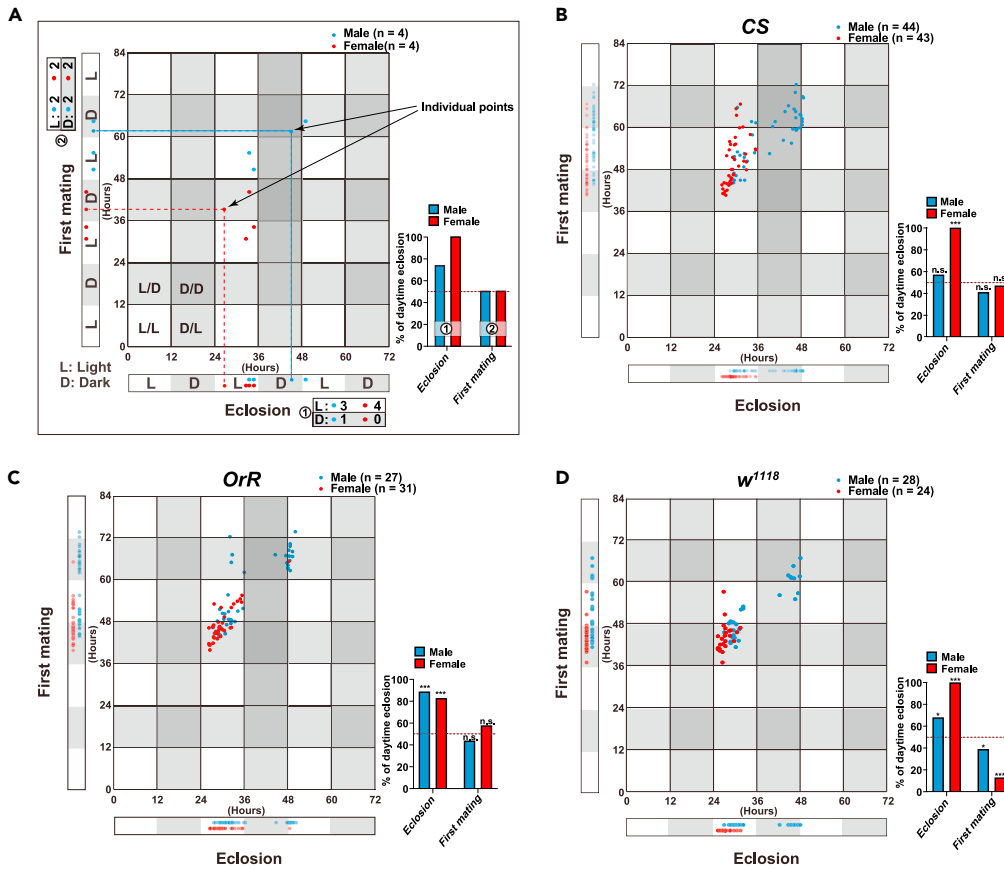 A
Male (n = 4)
Female(n = 4)
② L: 2 2
D: 2 2
84
72
60
48
36
24
12
0
L
D
L
D
L
D
L
First mating
(Hours)
Individual points
L/D D/D
L/L D/L
0 12 24 36 48 60 72
(Hours)
L: Light
D: Dark
L D L D L D
Eclosion ① L: 3 4
D: 1 0
Male
Female
% of daytime eclosion
100
80
60
40
20
0
① ②
Eclosion
First mating
B
CS
Male (n = 44)
Female (n = 43)
84
72
60
48
36
24
12
0
First mating
(Hours)
0 12 24 36 48 60 72
(Hours)
Eclosion
Male
Female
% of daytime eclosion
100
80
60
40
20
0
n.s. *** n.s. n.s.
Eclosion
First mating
C
OrR
Male (n = 27)
Female (n = 31)
84
72
60
48
36
24
12
0
First mating
(Hours)
0 12 24 36 48 60 72
(Hours)
Eclosion
Male
Female
% of daytime eclosion
100
80
60
40
20
0
*** *** n.s. n.s.
Eclosion
First mating
D
w1118
Male (n = 28)
Female (n = 24)
84
72
60
48
36
24
12
0
First mating
(Hours)
0 12 24 36 48 60 72
(Hours)
Eclosion
Male
Female
% of daytime eclosion
100
80
60
40
20
0
* *** * ***
Eclosion
First mating